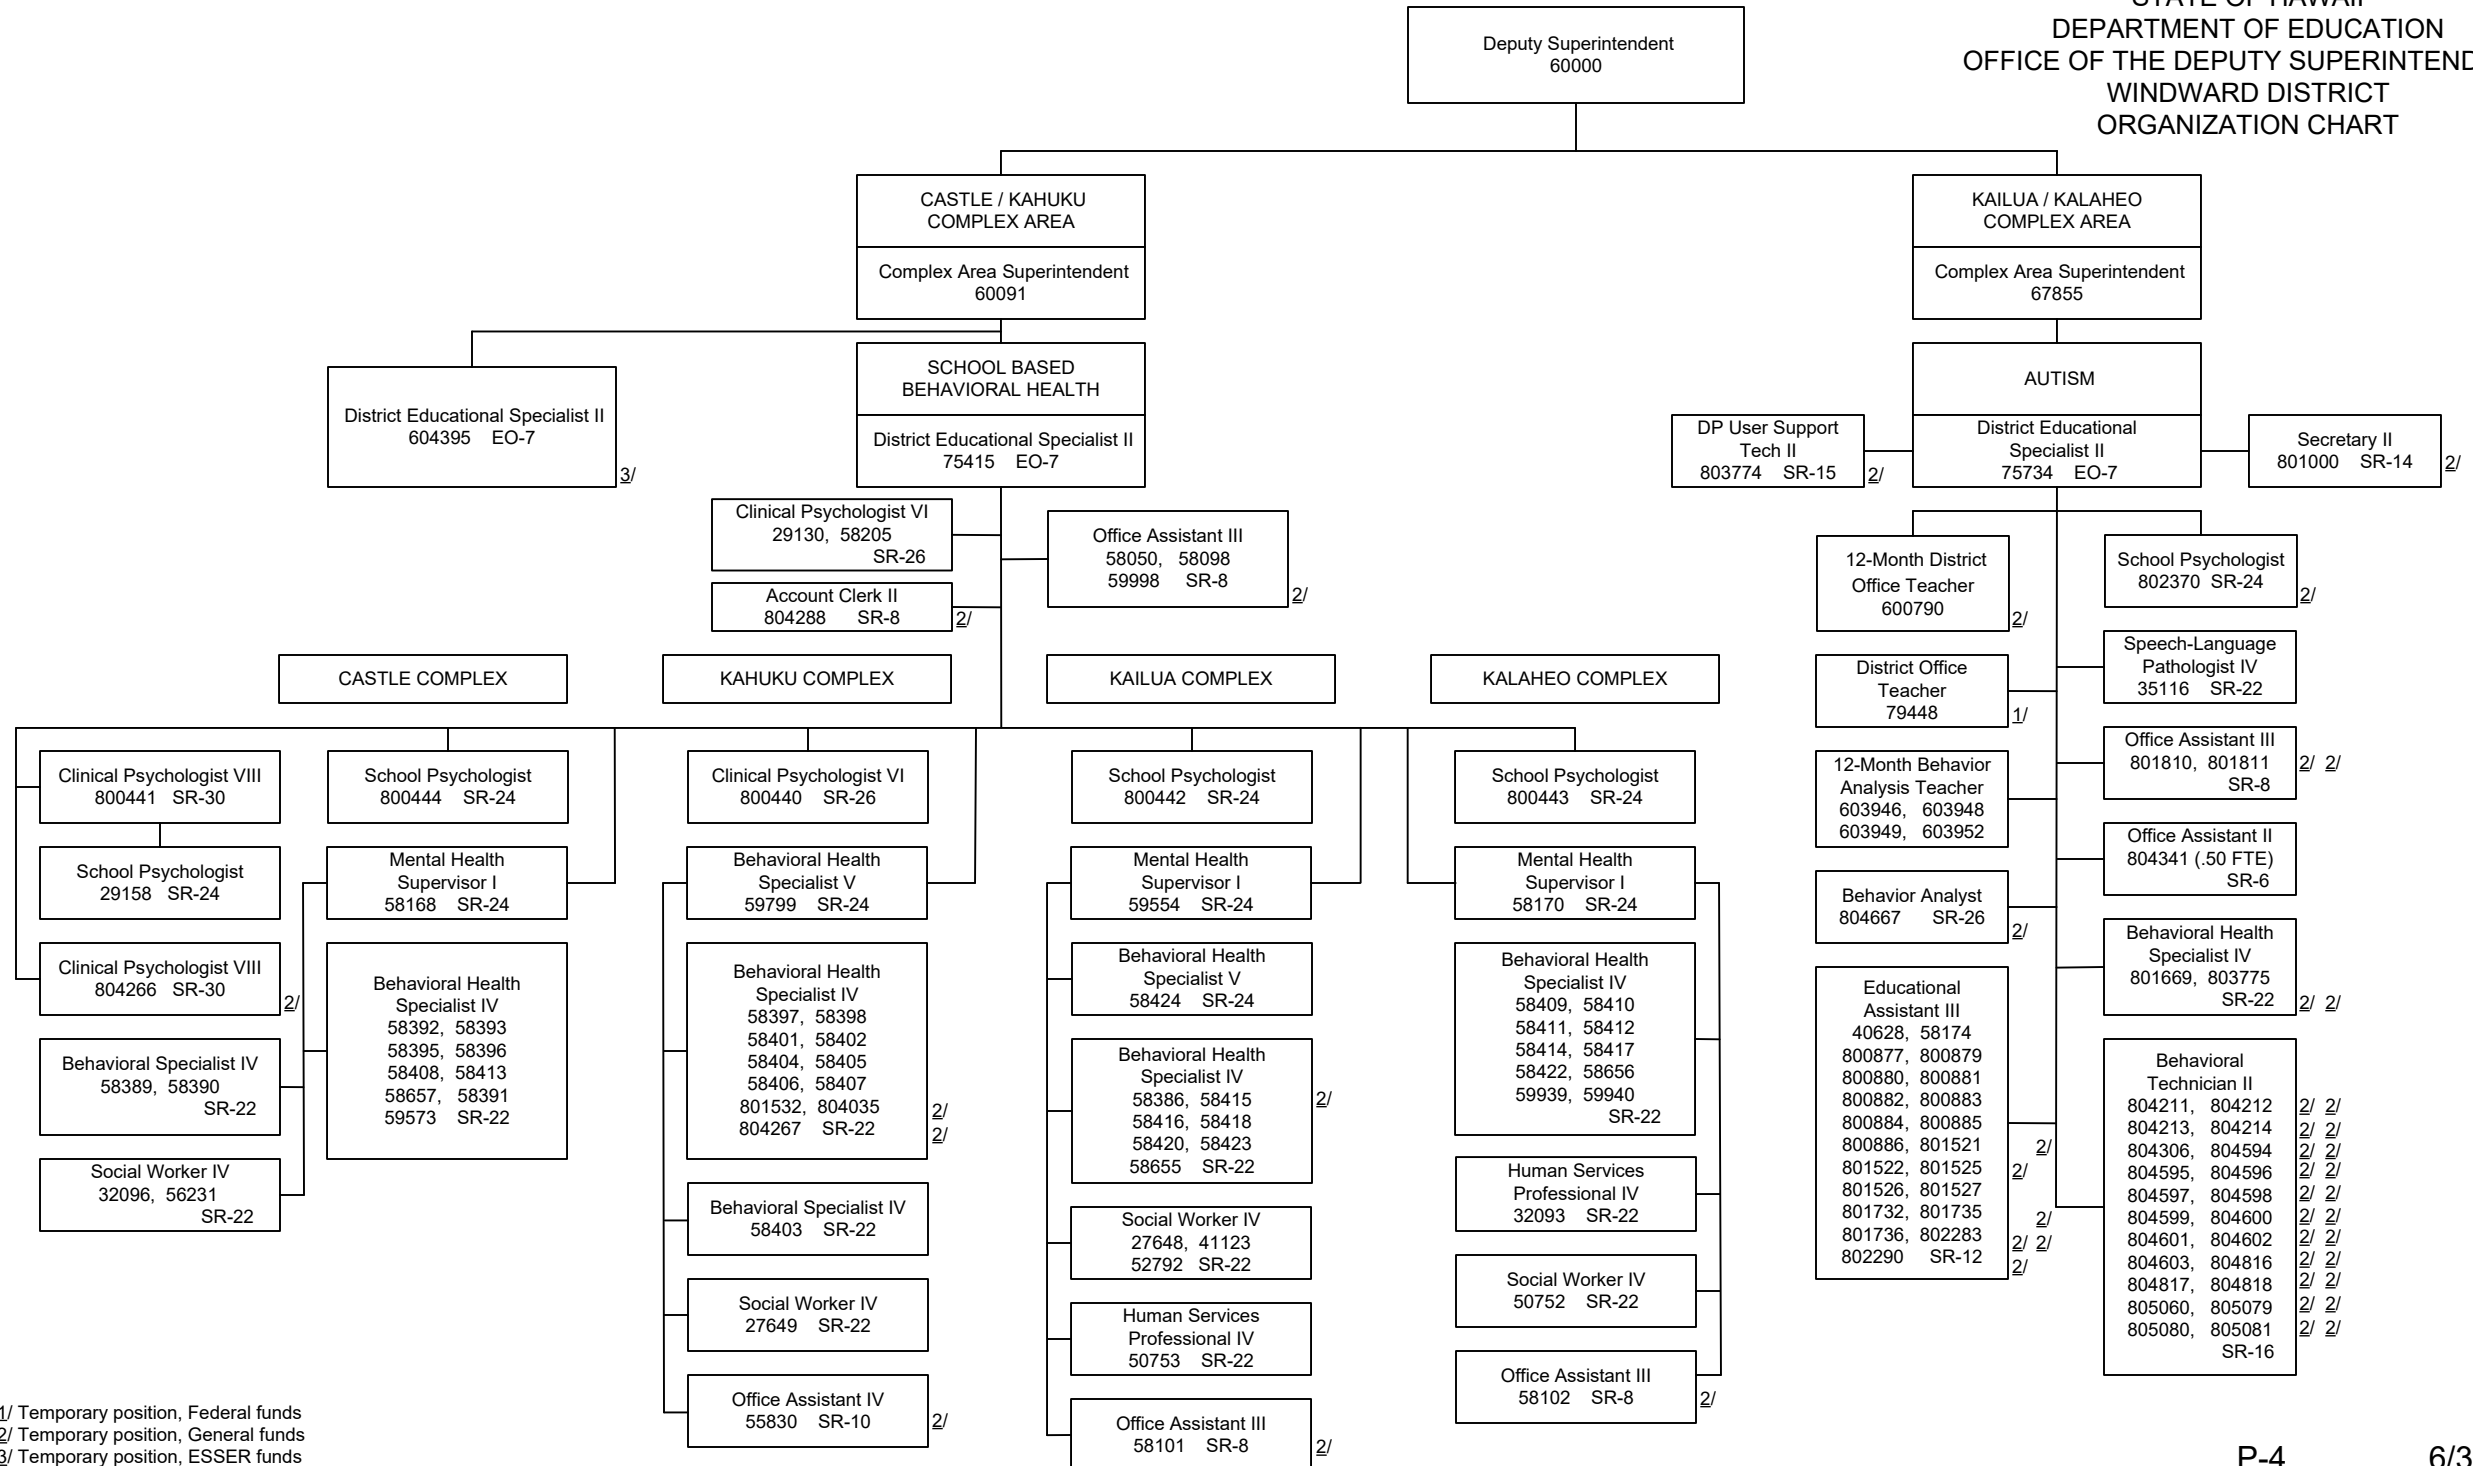 STATE OF HAWAII
DEPARTMENT OF EDUCATION
OFFICE OF THE DEPUTY
WINDWARD DISTRICT
ORGANIZATION CHART
Deputy Superintendent
60000
CASTLE / KAHUKU
COMPLEX AREA
Complex Area Superintendent
60091
KAILUA / KALAHEO
COMPLEX AREA
Complex Area Superintendent
67855
District Educational Specialist II
604395 EO-7
3/
SCHOOL BASED
BEHAVIORAL HEALTH
District Educational Specialist II
75415 EO-7
Clinical Psychologist VI
29130, 58205
SR-26
Account Clerk II
804288 SR-8
2/
Office Assistant III
58050, 58098
59998 SR-8
2/
AUTISM
District Educational
Specialist II
75734 EO-7
DP User Support
Tech II
803774 SR-15
2/
Secretary II
801000 SR-14
2/
CASTLE COMPLEX
Clinical Psychologist VIII
800441 SR-30
School Psychologist
29158 SR-24
Clinical Psychologist VIII
804266 SR-30
2/
Behavioral Specialist IV
58389, 58390
SR-22
Social Worker IV
32096, 56231
SR-22
School Psychologist
800444 SR-24
Mental Health
Supervisor I
58168 SR-24
Behavioral Health
Specialist IV
58392, 58393
58395, 58396
58408, 58413
58657, 58391
59573 SR-22
KAHUKU COMPLEX
Clinical Psychologist VI
800440 SR-26
Behavioral Health
Specialist V
59799 SR-24
Behavioral Health
Specialist IV
58397, 58398
58401, 58402
58404, 58405
58406, 58407
801532, 804035 2/
804267 SR-22 2/
Behavioral Specialist IV
58403 SR-22
Social Worker IV
27649 SR-22
Office Assistant IV
55830 SR-10
2/
KAILUA COMPLEX
School Psychologist
800442 SR-24
Mental Health
Supervisor I
59554 SR-24
Behavioral Health
Specialist V
58424 SR-24
Behavioral Health
Specialist IV
58386, 58415 2/
58416, 58418
58420, 58423
58655 SR-22
Social Worker IV
27648, 41123
52792 SR-22
Human Services
Professional IV
50753 SR-22
Office Assistant III
58101 SR-8
2/
KALAHEO COMPLEX
School Psychologist
800443 SR-24
Mental Health
Supervisor I
58170 SR-24
Behavioral Health
Specialist IV
58409, 58410
58411, 58412
58414, 58417
58422, 58656
59939, 59940
SR-22
Human Services
Professional IV
32093 SR-22
Social Worker IV
50752 SR-22
Office Assistant III
58102 SR-8
2/
12-Month District
Office Teacher
600790
2/
District Office
Teacher
79448
1/
12-Month Behavior
Analysis Teacher
603946, 603948
603949, 603952
Behavior Analyst
804667 SR-26
2/
Educational
Assistant III
40628, 58174
800877, 800879
800880, 800881
800882, 800883
800884, 800885
800886, 801521 2/
801522, 801525 2/
801526, 801527
801732, 801735 2/
801736, 802283 2/ 2/
802290 SR-12 2/
School Psychologist
802370 SR-24
2/
Speech-Language
Pathologist IV
35116 SR-22
Office Assistant III
801810, 801811 2/ 2/
SR-8
Office Assistant II
804341 (.50 FTE)
SR-6
Behavioral Health
Specialist IV
801669, 803775
SR-22 2/ 2/
Behavioral
Technician II
804211, 804212 2/ 2/
804213, 804214 2/ 2/
804306, 804594 2/ 2/
804595, 804596 2/ 2/
804597, 804598 2/ 2/
804599, 804600 2/ 2/
804601, 804602 2/ 2/
804603, 804816 2/ 2/
804817, 804818 2/ 2/
805060, 805079 2/ 2/
805080, 805081 2/ 2/
SR-16
1/ Temporary position, Federal funds
2/ Temporary position, General funds
3/ Temporary position, ESSER funds
P-4